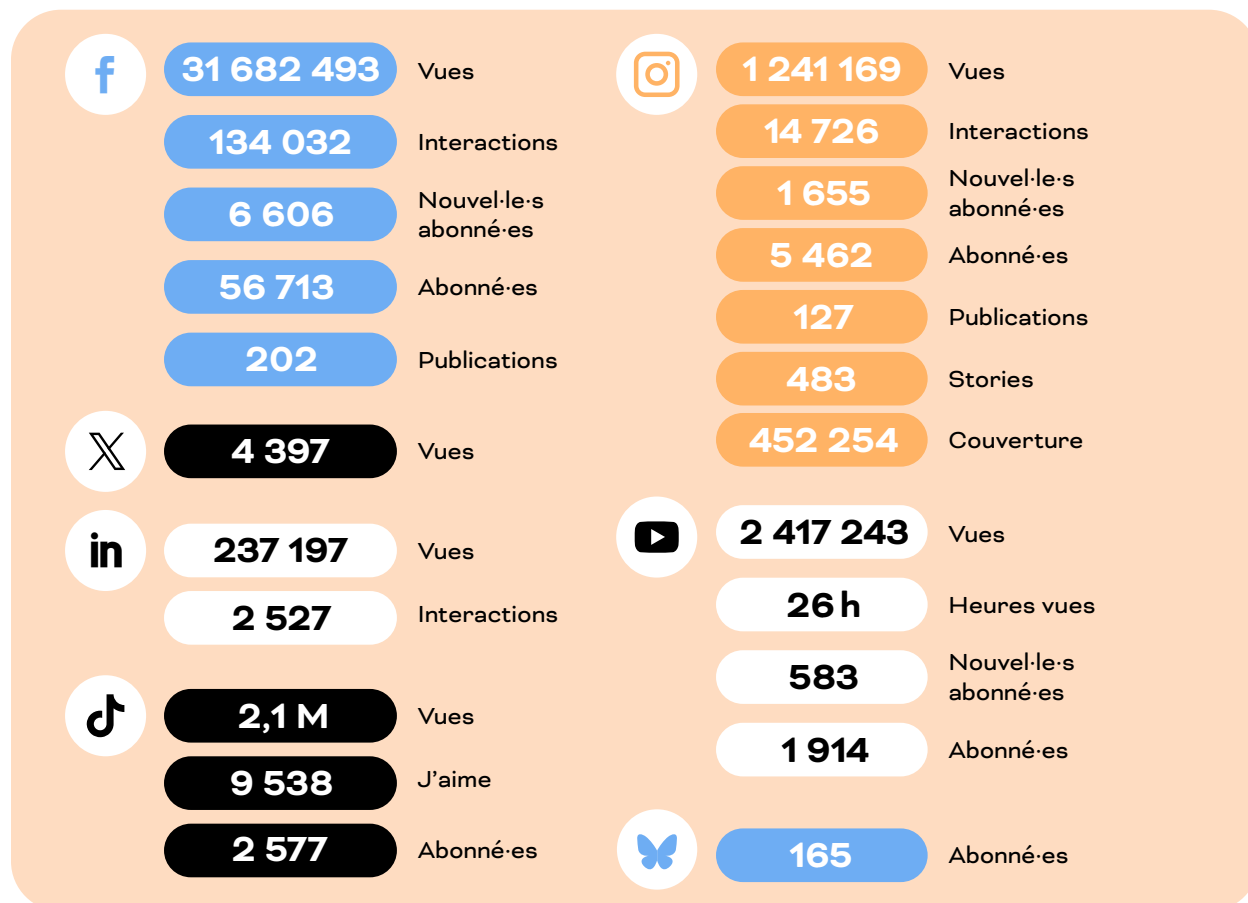 31 682 493 Vues
134 032 Interactions
6 606 Nouvel·le·s
abonné·es
56 713 Abonné·es
202 Publications
4 397 Vues
in 237 197 Vues
2 527 Interactions
2,1 M Vues
9 538 J’aime
2 577 Abonné·es
1 241 169 Vues
14 726 Interactions
1 655 Nouvel·le·s
abonné·es
5 462 Abonné·es
127 Publications
483 Stories
452 254 Couverture
2 417 243 Vues
26 h Heures vues
583 Nouvel·le·s
abonné·es
1 914 Abonné·es
165 Abonné·es